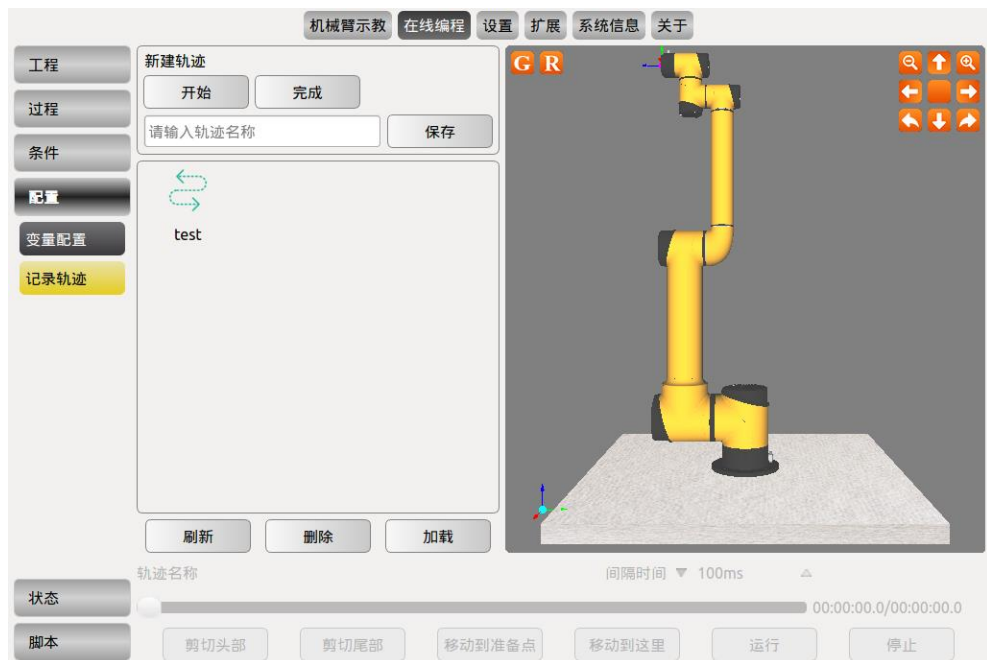 机械臂示教 在线编程 设置 扩展 系统信息 关于
工程
过程
条件
配置
变量配置
记录轨迹
状态
脚本
新建轨迹
开始 完成
请输入轨迹名称 保存
test
刷新 删除 加载
G R
轨迹名称 间隔时间 ▼ 100ms
00:00:00.0/00:00:00.0
剪切头部 剪切尾部 移动到准备点 移动到这里 运行 停止